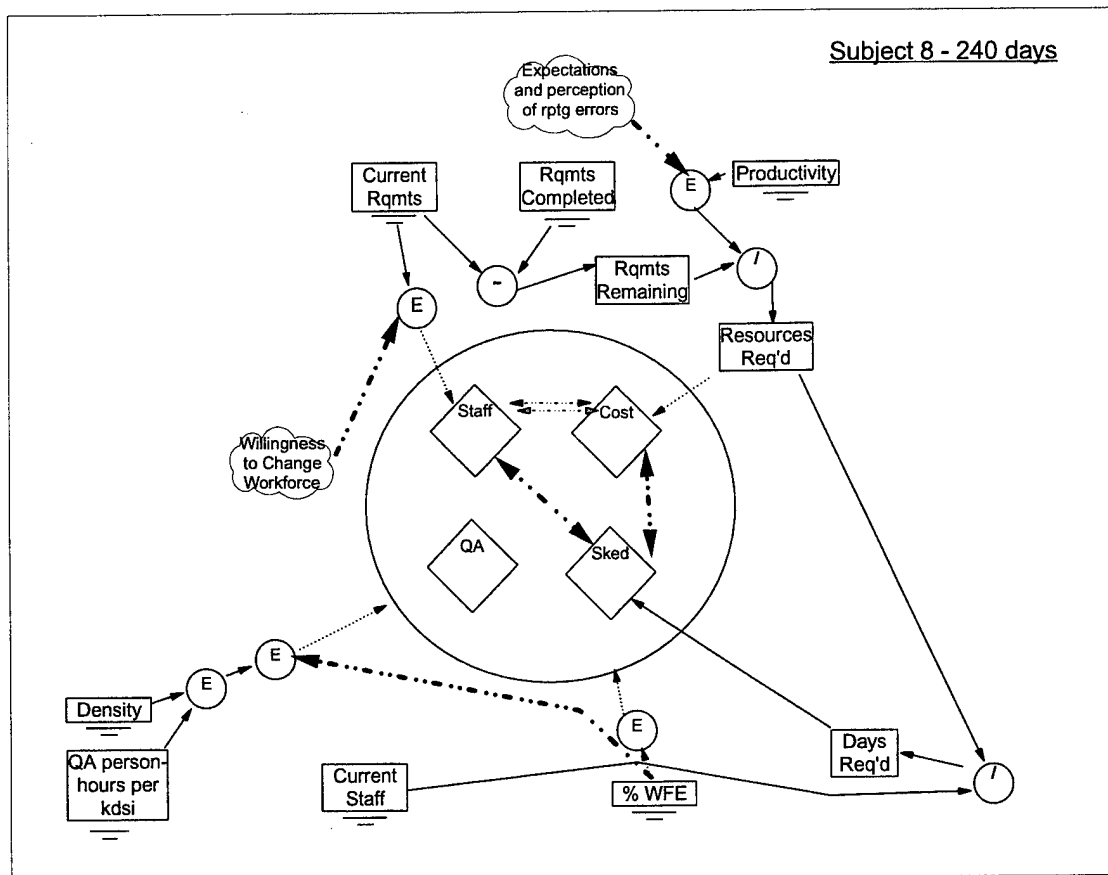 Subject 8 - 240 days
Expectations
and perception
of rptg errors
Current
Rqmts
Rqmts
Completed
E
Productivity
E
-
Rqmts
Remaining
/
Resources
Req'd
Staff
Cost
Willingness
to Change
Workforce
QA
Sked
E
E
Density
QA person-
hours per
kdsi
E
Current
Staff
% WFE
Days
Req'd
/